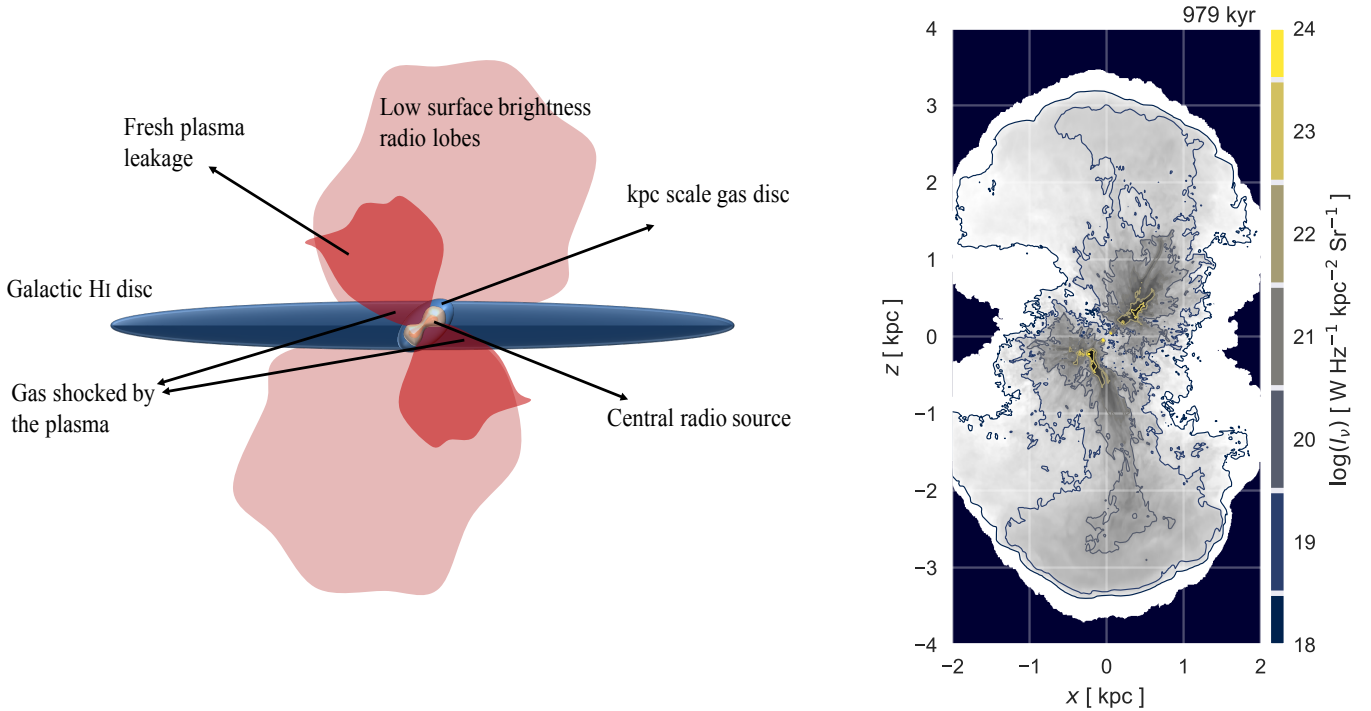 Low surface brightness
radio lobes
Fresh plasma
leakage
kpc scale gas disc
Galactic HI disc
Gas shocked by
the plasma
Central radio source
979 kyr
4
3
2
1
0
−1
−2
−3
−4
z [ kpc ]
−2
−1
0
1
2
x [ kpc ]
24
23
22
21
20
19
18
log(Iν) [ W Hz⁻¹ kpc⁻² Sr⁻¹ ]